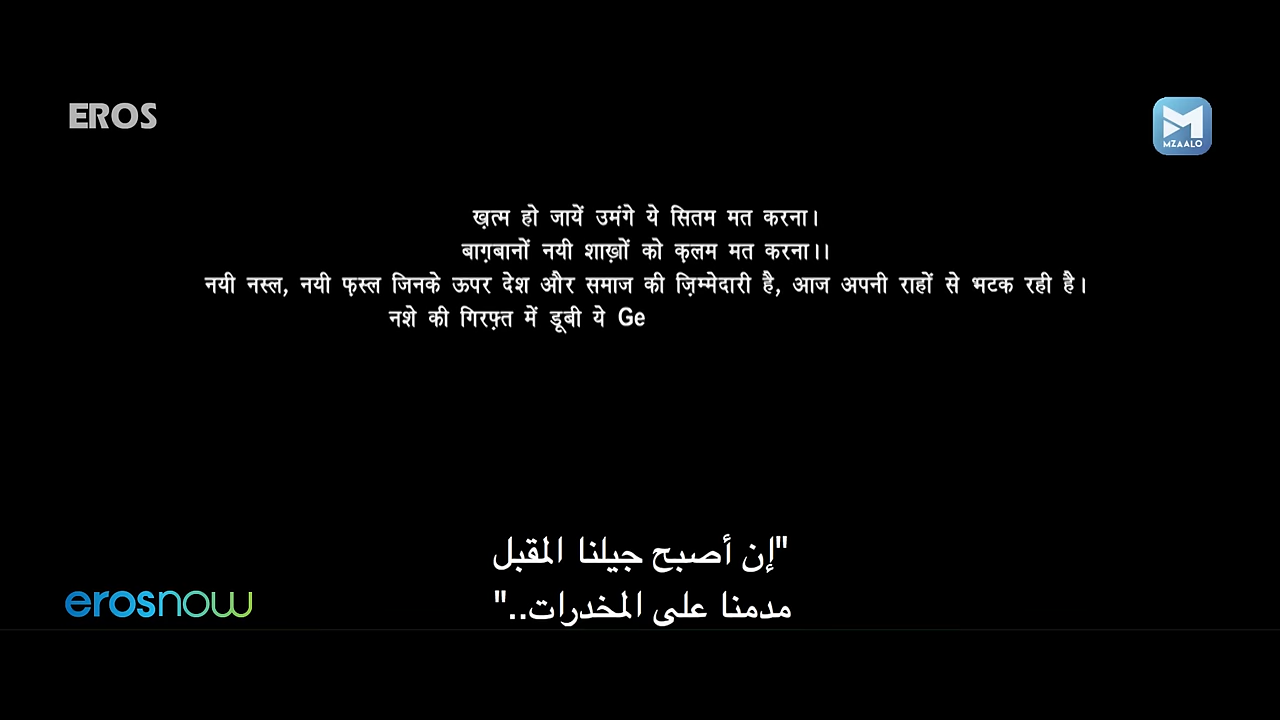 EROS
MZAALO
ख़त्म हो जायें उमंगे ये सितम मत करना।
बाग़बानों नयी शाख़ों को क़लम मत करना।।
नयी नस्ल, नयी फ़स्ल जिनके ऊपर देश और समाज की ज़िम्मेदारी है, आज अपनी राहों से भटक रही है।
नशे की गिरफ़्त में डूबी ये Ge
"إن أصبح جيلنا المقبل
مدمنا على المخدرات.."
erosnow